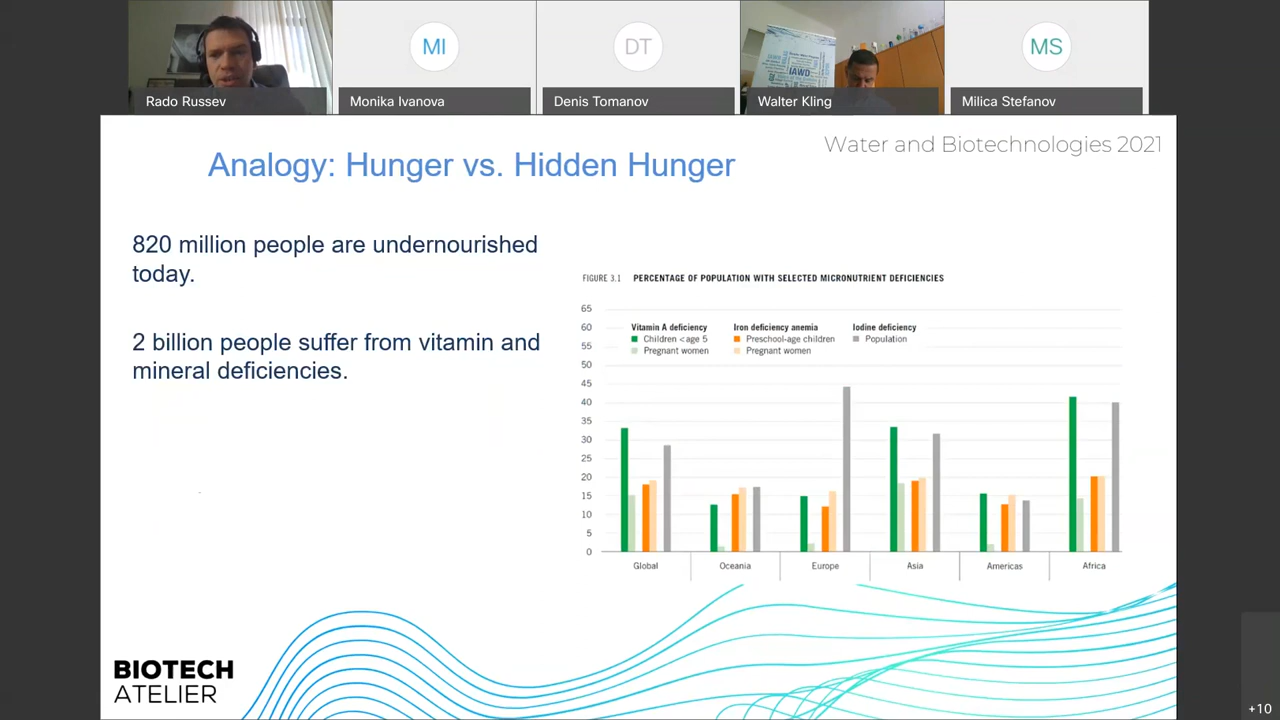 MI
DT
IAWD
MS
Rado Russev
Monika Ivanova
Denis Tomanov
Walter Kling
Milica Stefanov
Water and Biotechnologies 2021
Analogy: Hunger vs. Hidden Hunger
820 million people are undernourished
today.
2 billion people suffer from vitamin and
mineral deficiencies.
FIGURE 3.1 PERCENTAGE OF POPULATION WITH SELECTED MICRONUTRIENT DEFICIENCIES
65
60
55
50
45
40
35
30
25
20
15
10
5
0
Vitamin A deficiency Iron deficiency anemia Iodine deficiency
Children < age 5 Preschool-age children Population
Pregnant women Pregnant women
Global Oceania Europe Asia Americas Africa
BIOTECH
ATELIER
+10